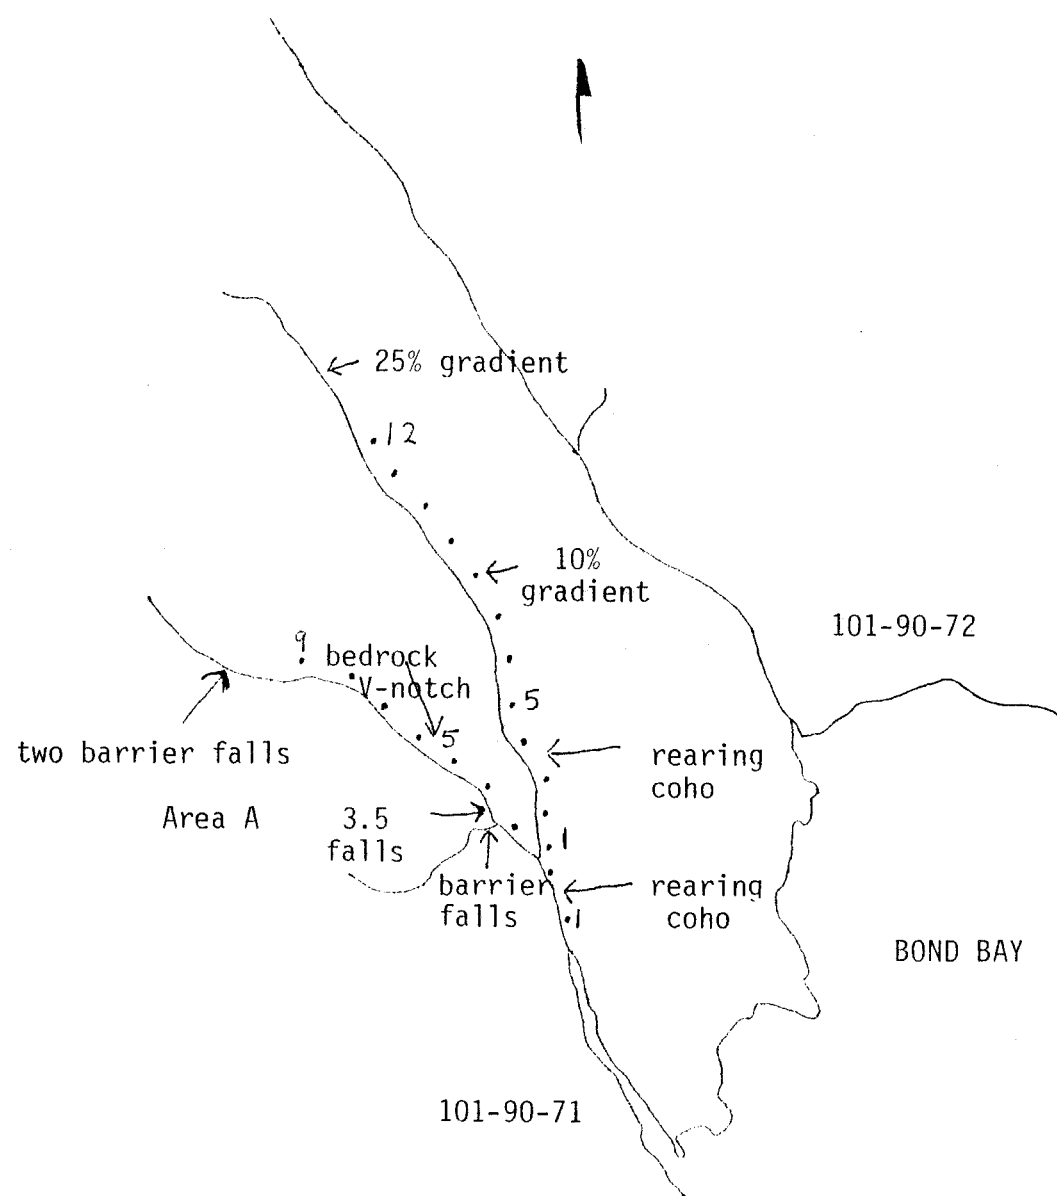 25% gradient
12
10%
gradient
101-90-72
9
bedrock
V-notch
5
5
two barrier falls
rearing
coho
Area A
3.5
falls
1
barrier
falls
rearing
coho
1
BOND BAY
101-90-71